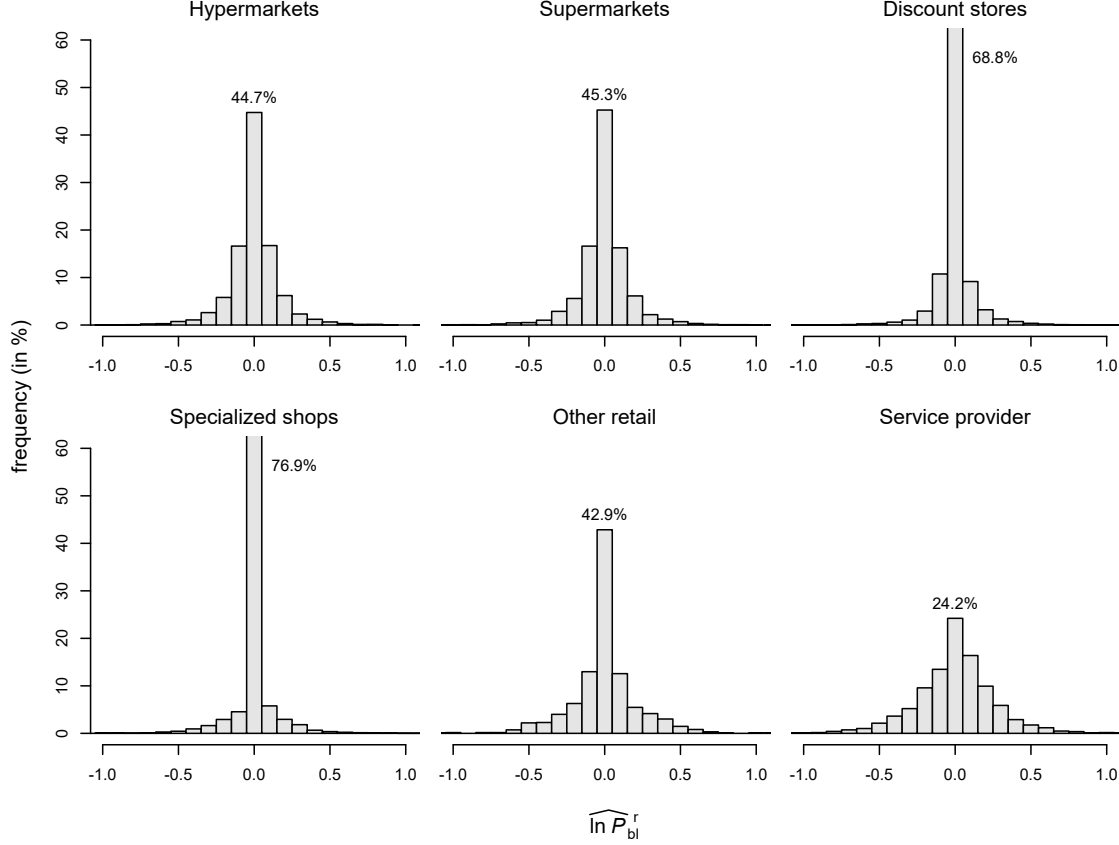 Hypermarkets Supermarkets Discount stores
44.7% 45.3% 68.8%
0 10 20 30 40 50 60
-1.0 -0.5 0.0 0.5 1.0 -1.0 -0.5 0.0 0.5 1.0 -1.0 -0.5 0.0 0.5 1.0
frequency (in %)
Specialized shops Other retail Service provider
76.9% 42.9% 24.2%
0 10 20 30 40 50 60
-1.0 -0.5 0.0 0.5 1.0 -1.0 -0.5 0.0 0.5 1.0 -1.0 -0.5 0.0 0.5 1.0
ln P bl r